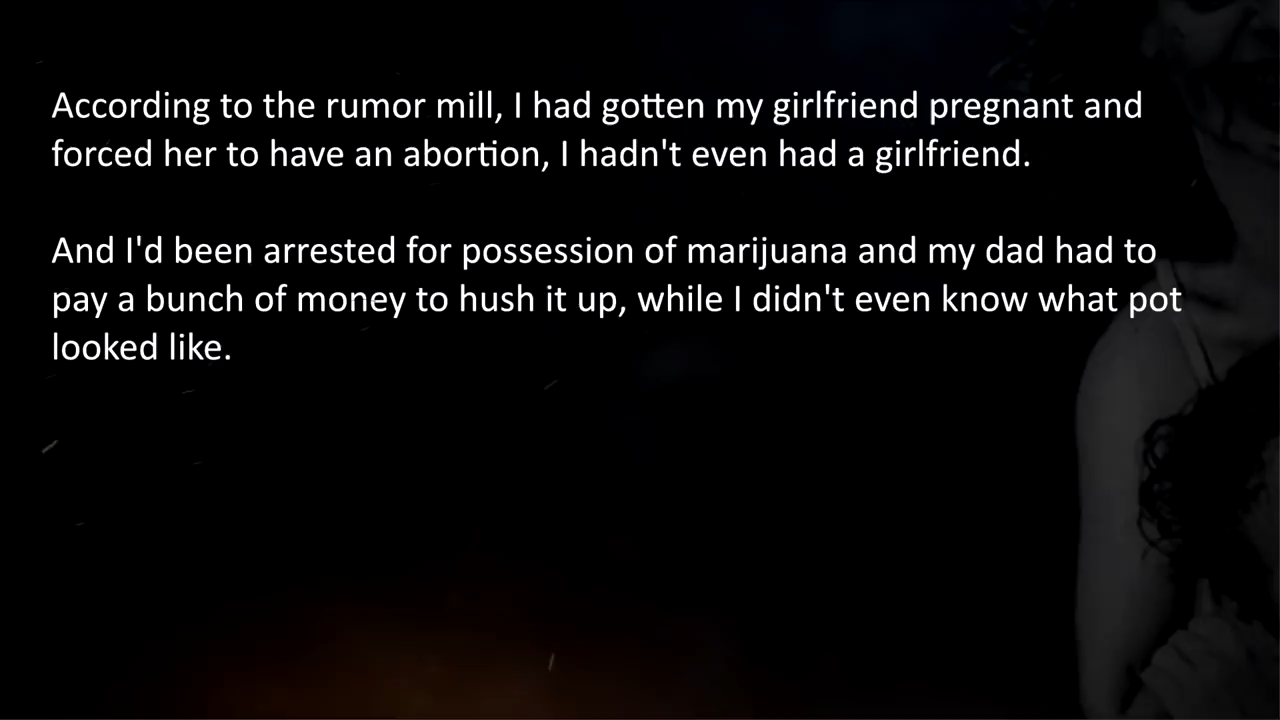 According to the rumor mill, I had gotten my girlfriend pregnant and
forced her to have an abortion, I hadn't even had a girlfriend.
And I'd been arrested for possession of marijuana and my dad had to
pay a bunch of money to hush it up, while I didn't even know what pot
looked like.